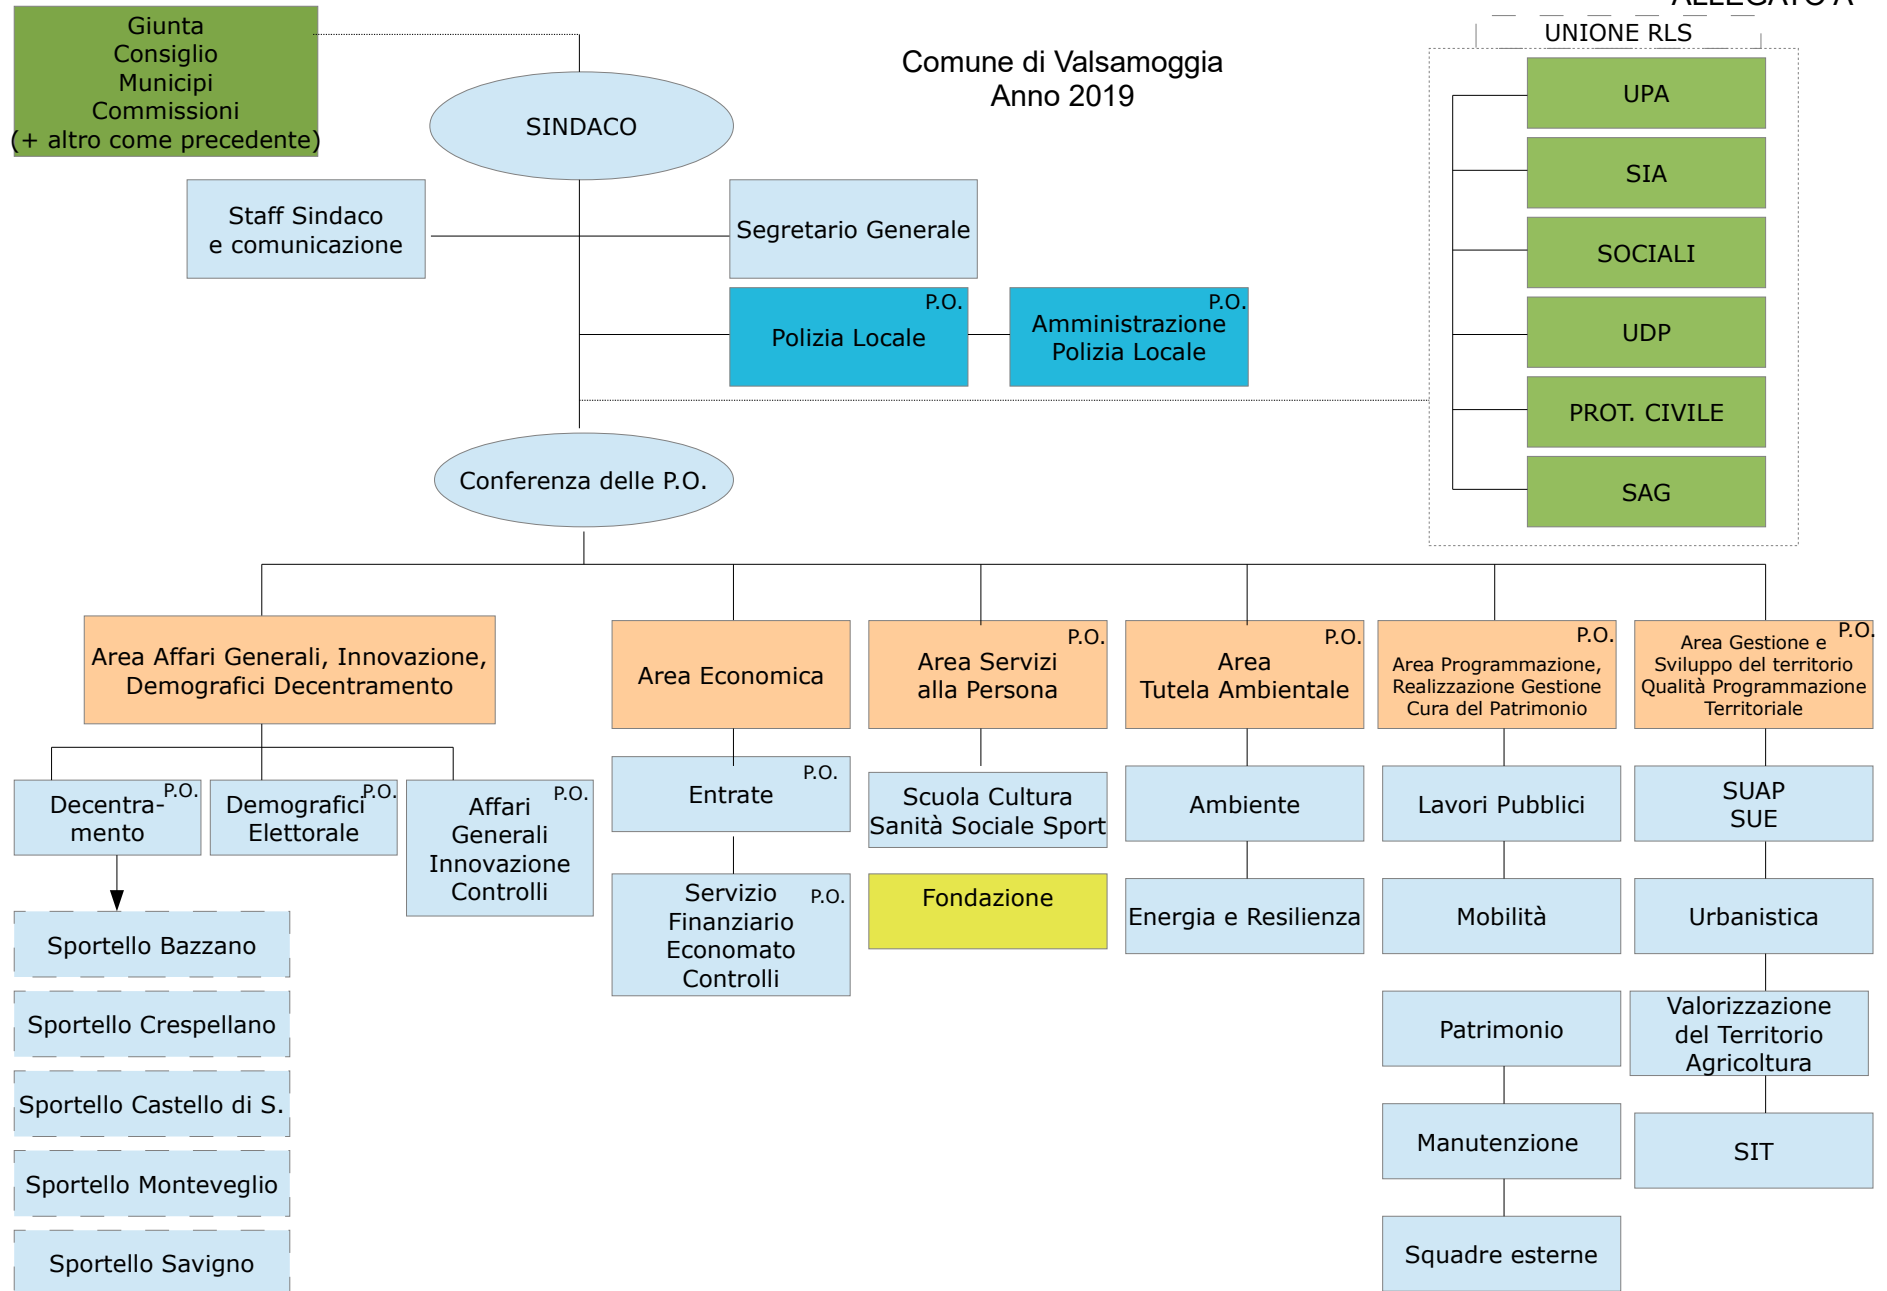 ALLEGATO A
Giunta
Consiglio
Municipi
Commissioni
(+ altro come precedente)
Comune di Valsamoggia
Anno 2019
UNIONE RLS
UPA
SIA
SOCIALI
UDP
PROT. CIVILE
SAG
SINDACO
Staff Sindaco
e comunicazione
Segretario Generale
P.O.
Polizia Locale
P.O.
Amministrazione
Polizia Locale
Conferenza delle P.O.
Area Affari Generali, Innovazione,
Demografici Decentramento
Area Economica
P.O.
Area Servizi
alla Persona
P.O.
Area
Tutela Ambientale
P.O.
Area Programmazione,
Realizzazione Gestione
Cura del Patrimonio
P.O.
Area Gestione e
Sviluppo del territorio
Qualità Programmazione
Territoriale
P.O.
Decentra-
mento
P.O.
Demografici
Elettorale
P.O.
Affari
Generali
Innovazione
Controlli
Sportello Bazzano
Sportello Crespellano
Sportello Castello di S.
Sportello Monteveglio
Sportello Savigno
P.O.
Entrate
P.O.
Servizio
Finanziario
Economato
Controlli
Scuola Cultura
Sanità Sociale Sport
Fondazione
Ambiente
Energia e Resilienza
Lavori Pubblici
Mobilità
Patrimonio
Manutenzione
Squadre esterne
SUAP
SUE
Urbanistica
Valorizzazione
del Territorio
Agricoltura
SIT